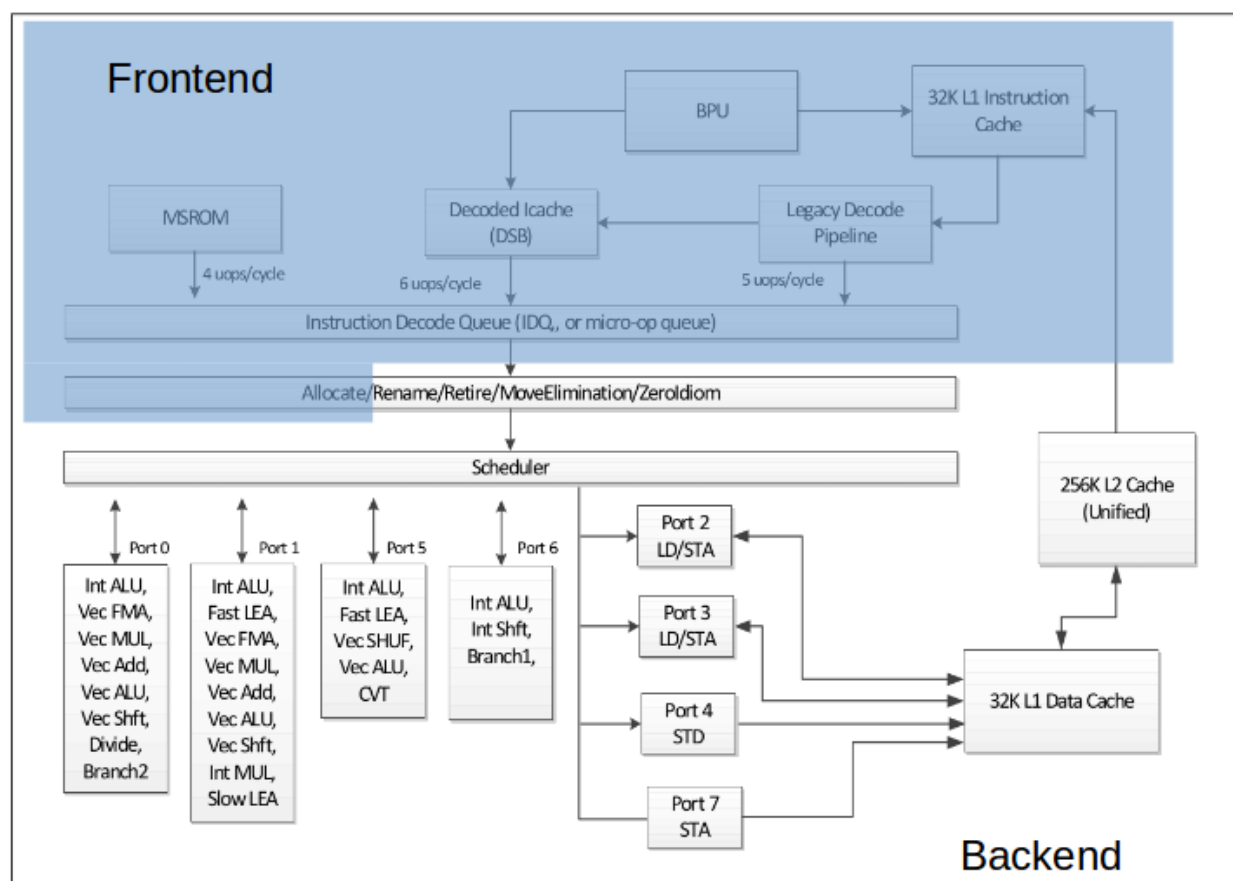 Frontend
BPU
32K L1 Instruction
Cache
MSROM
Decoded Icache
(DSB)
Legacy Decode
Pipeline
4 uops/cycle
6 uops/cycle
5 uops/cycle
Instruction Decode Queue (IDQ,, or micro-op queue)
Allocate/Rename/Retire/MoveElimination/ZeroIdiom
Scheduler
256K L2 Cache
(Unified)
Port 0
Port 1
Port 5
Port 6
Int ALU,
Vec FMA,
Vec MUL,
Vec Add,
Vec ALU,
Vec Shft,
Divide,
Branch2
Int ALU,
Fast LEA,
Vec FMA,
Vec MUL,
Vec Add,
Vec ALU,
Vec Shft,
Int MUL,
Slow LEA
Int ALU,
Fast LEA,
Vec SHUF,
Vec ALU,
CVT
Int ALU,
Int Shft,
Branch1,
Port 2
LD/STA
Port 3
LD/STA
Port 4
STD
Port 7
STA
32K L1 Data Cache
Backend